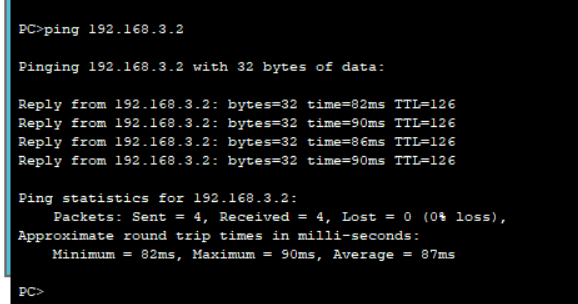 PC>ping 192.168.3.2
Pinging 192.168.3.2 with 32 bytes of data:
Reply from 192.168.3.2: bytes=32 time=82ms TTL=126
Reply from 192.168.3.2: bytes=32 time=90ms TTL=126
Reply from 192.168.3.2: bytes=32 time=86ms TTL=126
Reply from 192.168.3.2: bytes=32 time=90ms TTL=126
Ping statistics for 192.168.3.2:
Packets: Sent = 4, Received = 4, Lost = 0 (0% loss),
Approximate round trip times in milli-seconds:
Minimum = 82ms, Maximum = 90ms, Average = 87ms
PC>